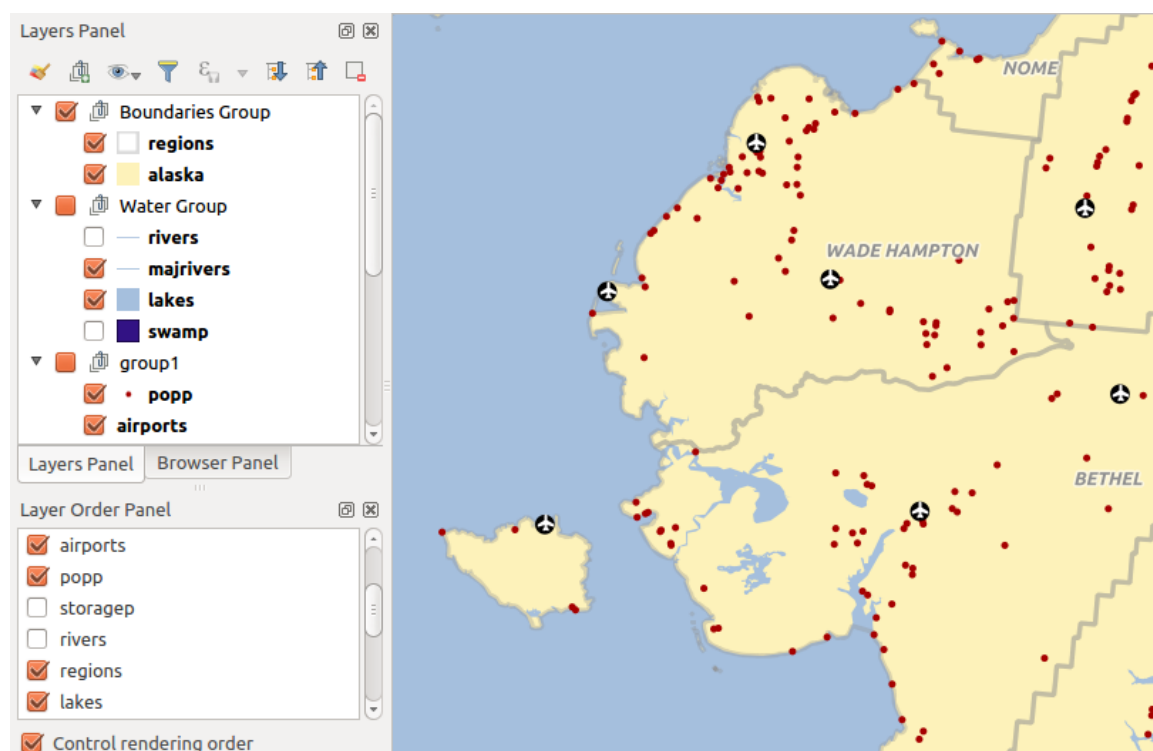 Layers Panel
Boundaries Group
regions
alaska
Water Group
rivers
majrivers
lakes
swamp
group1
popp
airports
Layers Panel
Browser Panel
Layer Order Panel
airports
popp
storagep
rivers
regions
lakes
Control rendering order
NOME
WADE HAMPTON
BETHEL